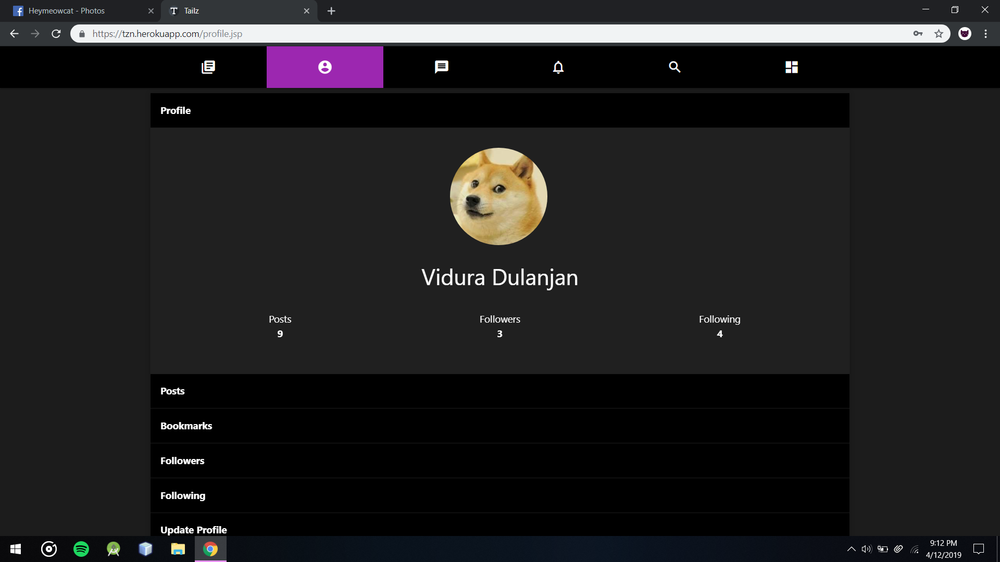 Heymeowcat - Photos
T Tailz
https://tzn.herokuapp.com/profile.jsp
Profile
Vidura Dulanjan
Posts Followers Following
9 3 4
Posts
Bookmarks
Followers
Following
Update Profile
9:12 PM
4/12/2019